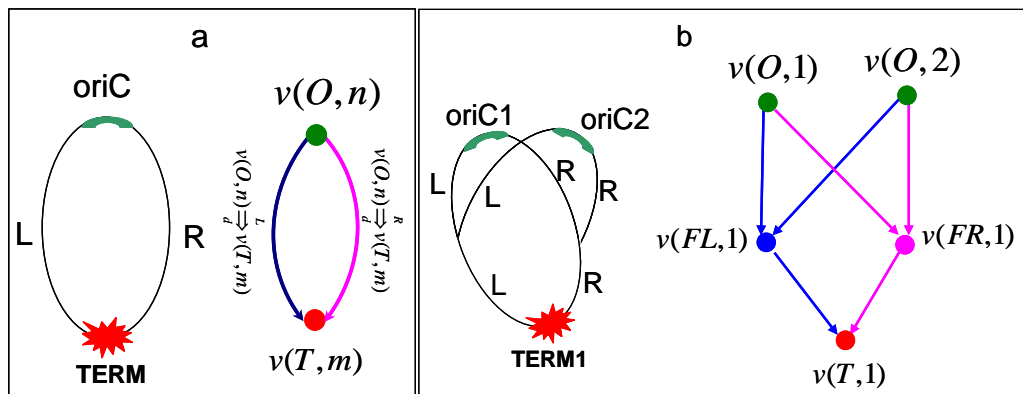 a
oriC
L
R
TERM
v(O,n)
v(O,n) ⇒ᴸ_d v(T,m)
v(O,n) ⇒ᴿ_d v(T,m)
v(T,m)
b
oriC1
oriC2
L
L
R
R
L
R
TERM1
v(O,1)
v(O,2)
v(FL,1)
v(FR,1)
v(T,1)